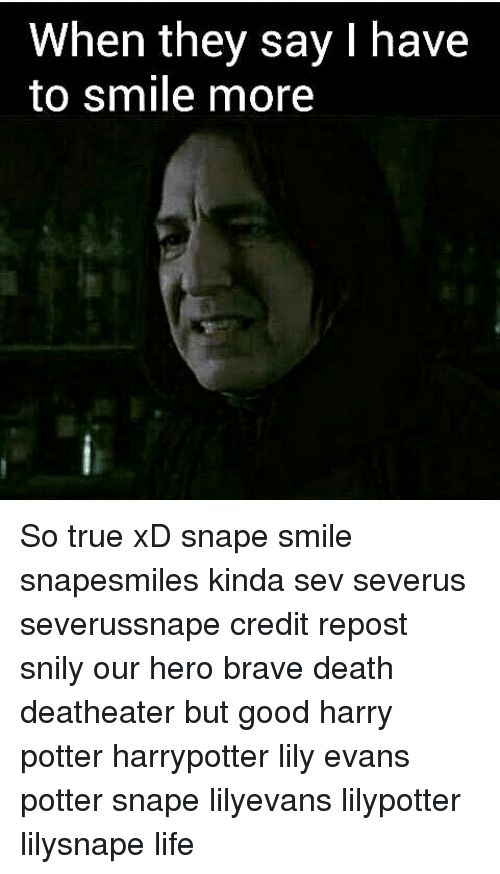 When they say I have
to smile more
So true xD snape smile
snapesmiles kinda sev severus
severussnape credit repost
snily our hero brave death
deatheater but good harry
potter harrypotter lily evans
potter snape lilyevans lilypotter
lilysnape life